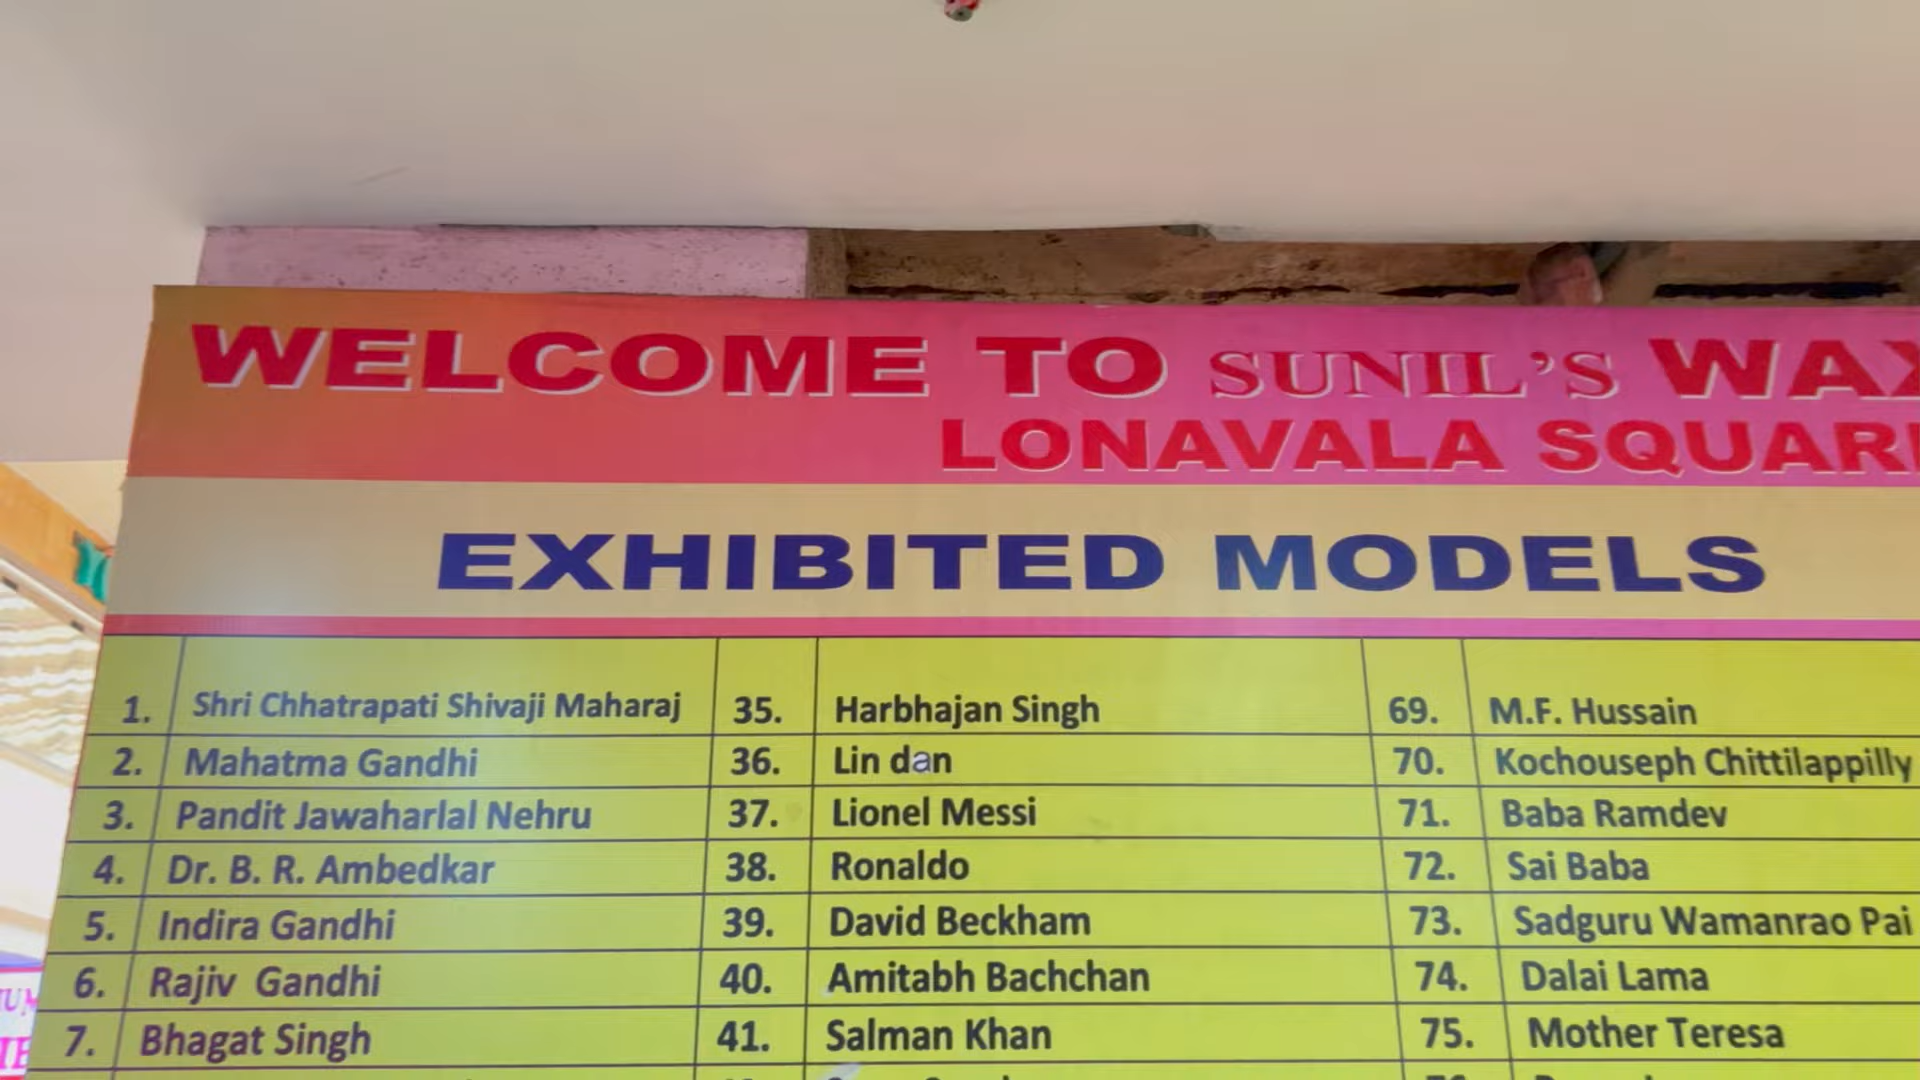 WELCOME TO SUNIL'S WAX
LONAVALA SQUARE
EXHIBITED MODELS
1. Shri Chhatrapati Shivaji Maharaj 35. Harbhajan Singh 69. M.F. Hussain
2. Mahatma Gandhi 36. Lin dan 70. Kochouseph Chittilappilly
3. Pandit Jawaharlal Nehru 37. Lionel Messi 71. Baba Ramdev
4. Dr. B. R. Ambedkar 38. Ronaldo 72. Sai Baba
5. Indira Gandhi 39. David Beckham 73. Sadguru Wamanrao Pai
6. Rajiv Gandhi 40. Amitabh Bachchan 74. Dalai Lama
7. Bhagat Singh 41. Salman Khan 75. Mother Teresa